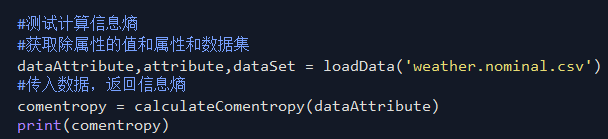 #测试计算信息熵
#获取除属性的值和属性和数据集
dataAttribute,attribute,dataSet = loadData('weather.nominal.csv')
#传入数据，返回信息熵
comentropy = calculateComentropy(dataAttribute)
print(comentropy)